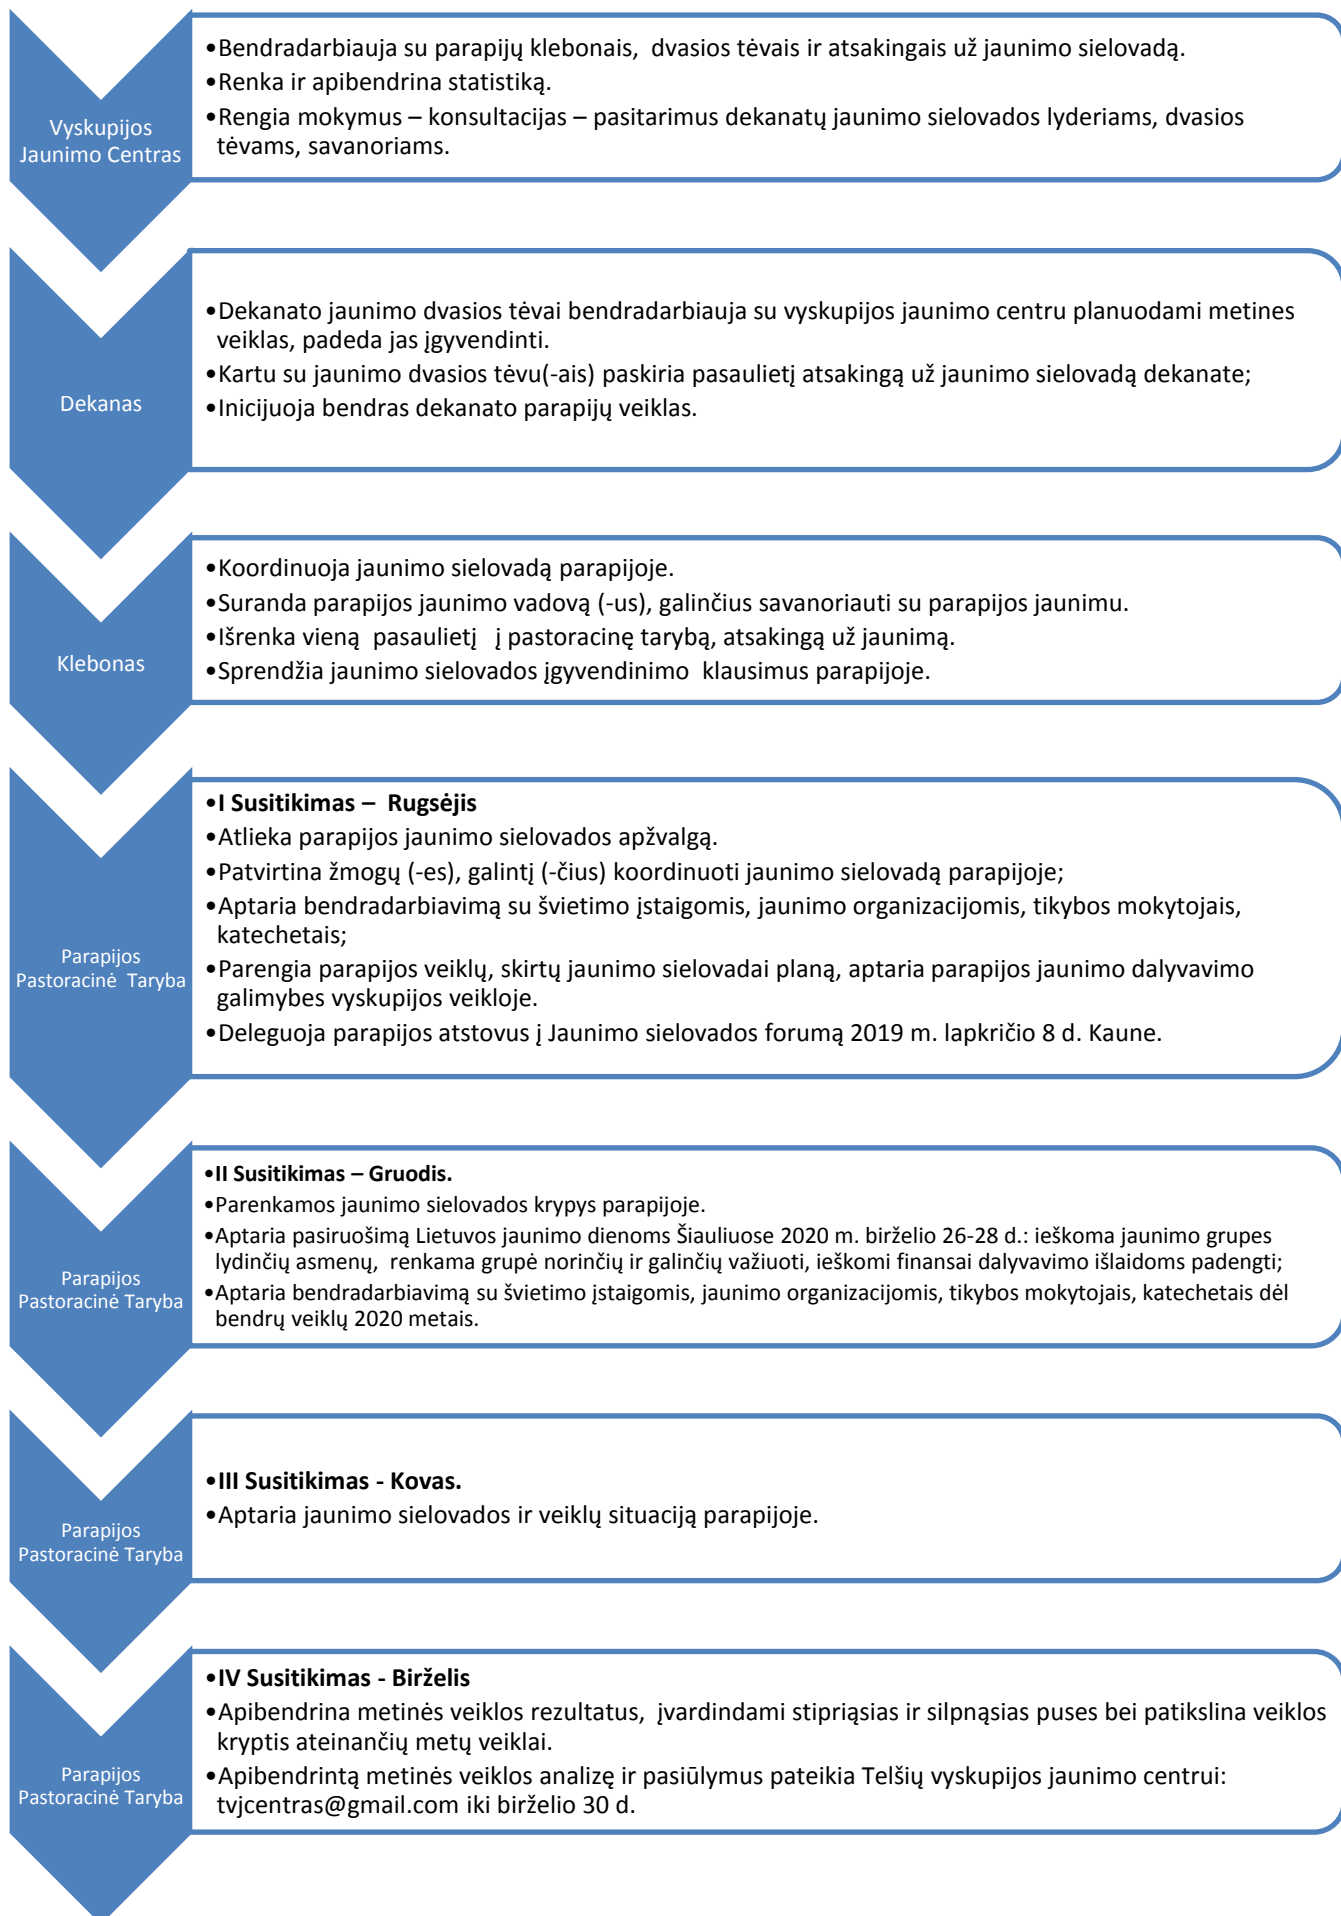 Vyskupijos
Jaunimo Centras
•Bendradarbiauja su parapijų klebonais, dvasios tėvais ir atsakingais už jaunimo sielovadą.
•Renka ir apibendrina statistiką.
•Rengia mokymus – konsultacijas – pasitarimus dekanatų jaunimo sielovados lyderiams, dvasios
tėvams, savanoriams.
Dekanas
•Dekanato jaunimo dvasios tėvai bendradarbiauja su vyskupijos jaunimo centru planuodami metines
veiklas, padeda jas įgyvendinti.
•Kartu su jaunimo dvasios tėvu(-ais) paskiria pasaulietį atsakingą už jaunimo sielovadą dekanate;
•Inicijuoja bendras dekanato parapijų veiklas.
Klebonas
•Koordinuoja jaunimo sielovadą parapijoje.
•Suranda parapijos jaunimo vadovą (-us), galinčius savanoriauti su parapijos jaunimu.
•Išrenka vieną pasaulietį į pastoracinę tarybą, atsakingą už jaunimą.
•Sprendžia jaunimo sielovados įgyvendinimo klausimus parapijoje.
Parapijos
Pastoracinė Taryba
•I Susitikimas – Rugsėjis
•Atlieka parapijos jaunimo sielovados apžvalgą.
•Patvirtina žmogų (-es), galintį (-čius) koordinuoti jaunimo sielovadą parapijoje;
•Aptaria bendradarbiavimą su švietimo įstaigomis, jaunimo organizacijomis, tikybos mokytojais,
katechetais;
•Parengia parapijos veiklų, skirtų jaunimo sielovadai planą, aptaria parapijos jaunimo dalyvavimo
galimybes vyskupijos veikloje.
•Deleguoja parapijos atstovus į Jaunimo sielovados forumą 2019 m. lapkričio 8 d. Kaune.
Parapijos
Pastoracinė Taryba
•II Susitikimas – Gruodis.
•Parenkamos jaunimo sielovados krypys parapijoje.
•Aptaria pasiruošimą Lietuvos jaunimo dienoms Šiauliuose 2020 m. birželio 26-28 d.: ieškoma jaunimo grupes
lydinčių asmenų, renkama grupė norinčių ir galinčių važiuoti, ieškomi finansai dalyvavimo išlaidoms padengti;
•Aptaria bendradarbiavimą su švietimo įstaigomis, jaunimo organizacijomis, tikybos mokytojais, katechetais dėl
bendrų veiklų 2020 metais.
Parapijos
Pastoracinė Taryba
•III Susitikimas - Kovas.
•Aptaria jaunimo sielovados ir veiklų situaciją parapijoje.
Parapijos
Pastoracinė Taryba
•IV Susitikimas - Birželis
•Apibendrina metinės veiklos rezultatus, įvardindami stipriąsias ir silpnąsias puses bei patikslina veiklos
kryptis ateinančių metų veiklai.
•Apibendrintą metinės veiklos analizę ir pasiūlymus pateikia Telšių vyskupijos jaunimo centrui:
tvjcentras@gmail.com iki birželio 30 d.